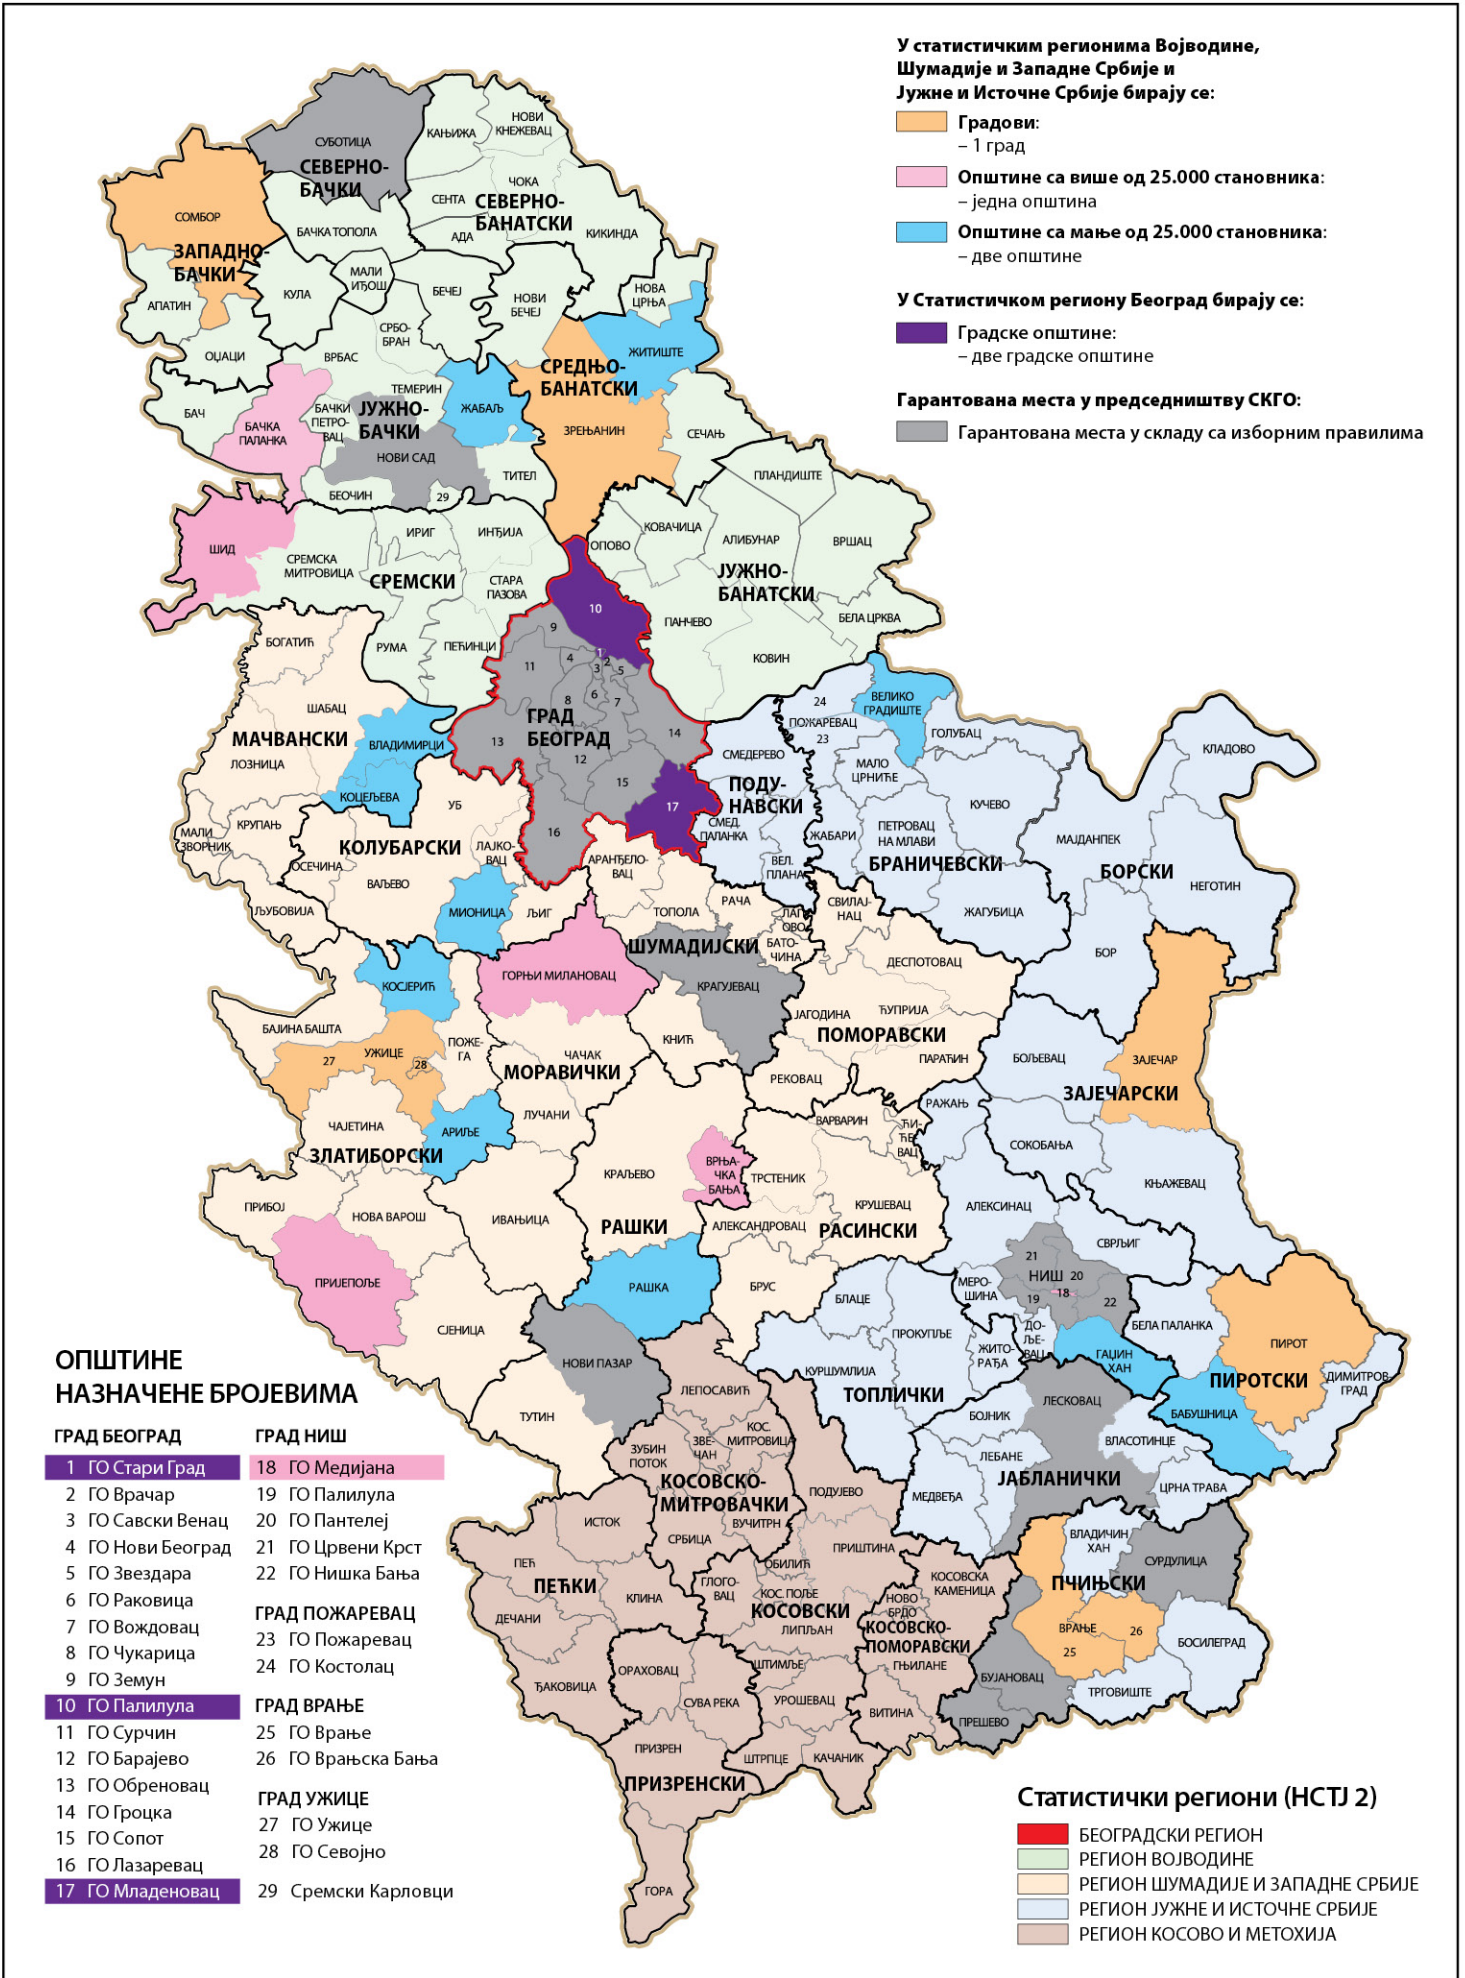 У статистичким регионима Војводине,
Шумадије и Западне Србије и
Јужне и Источне Србије бирају се:
Градови:
– 1 град
Општине са више од 25.000 становника:
– једна општина
Општине са мање од 25.000 становника:
– две општине
У Статистичком региону Београд бирају се:
Градске општине:
– две градске општине
Гарантована места у председништву СКГО:
Гарантована места у складу са изборним правилима
СУБОТИЦА
СЕВЕРНО-
БАЧКИ
КАЊИЖА
НОВИ
КНЕЖЕВАЦ
ЧОКА
СЕНТА
СЕВЕРНО-
БАНАТСКИ
АДА
КИКИНДА
СОМБОР
БАЧКА ТОПОЛА
ЗАПАДНО-
БАЧКИ
МАЛИ
ИЂОШ
КУЛА
БЕЧЕЈ
НОВИ
БЕЧЕЈ
НОВА
ЦРЊА
АПАТИН
СРБО-
БРАН
ОЏАЦИ
ВРБАС
ЖИТИШТЕ
СРЕДЊО-
БАНАТСКИ
ТЕМЕРИН
ЖАБАЉ
БАЧ
БАЧКА
ПАЛАНКА
БАЧКИ
ПЕТРО-
ВАЦ
ЈУЖНО-
БАЧКИ
ЗРЕЊАНИН
СЕЧАЊ
НОВИ САД
ТИТЕЛ
БЕОЧИН
29
ПЛАНДИШТЕ
ШИД
ИРИГ
ИНЂИЈА
КОВАЧИЦА
ОПОВО
АЛИБУНАР
ВРШАЦ
СРЕМСКА
МИТРОВИЦА
СРЕМСКИ
СТАРА
ПАЗОВА
ЈУЖНО-
БАНАТСКИ
10
ПАНЧЕВО
БЕЛА ЦРКВА
БОГАТИЋ
РУМА
ПЕЋИНЦИ
9
11
4
1
2
3
5
6
7
8
КОВИН
ШАБАЦ
МАЧВАНСКИ
ВЛАДИМИРЦИ
ЛОЗНИЦА
КОЦЕЉЕВА
ГРАД
БЕОГРАД
13
12
14
15
16
17
24
ПОЖАРЕВАЦ
23
ВЕЛИКО
ГРАДИШТЕ
ГОЛУБАЦ
СМЕДЕРЕВО
МАЛО
ЦРНИЋЕ
КЛАДОВО
ПОДУ-
НАВСКИ
КУЧЕВО
СМЕД.
ПАЛАНКА
ЖАБАРИ
ПЕТРОВАЦ
НА МЛАВИ
МАЈДАНПЕК
БРАНИЧЕВСКИ
БОРСКИ
ВЕЛ.
ПЛАНА
НЕГОТИН
МАЛИ
ЗВОРНИК
КРУПАЊ
УБ
КОЛУБАРСКИ
ЛАЈКО-
ВАЦ
ОСЕЧИНА
ВАЉЕВО
АРАНЂЕЛО-
ВАЦ
ЉУБОВИЈА
МИОНИЦА
ЉИГ
ТОПОЛА
РАЧА
ЛАП
ОВО
СВИЛАЈ-
НАЦ
ЖАГУБИЦА
ШУМАДИЈСКИ
БАТО-
ЧИНА
ДЕСПОТОВАЦ
БОР
КОСЈЕРИЋ
ГОРЊИ МИЛАНОВАЦ
КРАГУЈЕВАЦ
ЈАГОДИНА
ЋУПРИЈА
ПОМОРАВСКИ
БАЈИНА БАШТА
27
УЖИЦЕ
28
ПОЖЕ-
ГА
ЧАЧАК
МОРАВИЧКИ
КНИЋ
ПАРАЋИН
БОЉЕВАЦ
ЗАЈЕЧАР
ЗАЈЕЧАРСКИ
РЕКОВАЦ
ЛУЧАНИ
ЧАЈЕТИНА
АРИЉЕ
ЗЛАТИБОРСКИ
РАЖАЊ
ВАРВАРИН
ЋИ-
ЋЕ-
ВАЦ
СОКОБАЊА
КРАЉЕВО
ВРЊА-
ЧКА
БАЊА
ТРСТЕНИК
КЊАЖЕВАЦ
КРУШЕВАЦ
АЛЕКСИНАЦ
ПРИБОЈ
НОВА ВАРОШ
ИВАЊИЦА
РАШКИ
АЛЕКСАНДРОВАЦ
РАСИНСКИ
СВРЉИГ
21
НИШ
20
19
18
22
ПРИЈЕПОЉЕ
РАШКА
БРУС
БЛАЦЕ
МЕРО-
ШИНА
СЈЕНИЦА
ПРОКУПЉЕ
ДО-
ЉЕ-
ВАЦ
БЕЛА ПАЛАНКА
ПИРОТ
НОВИ ПАЗАР
КУРШУМЛИЈА
ЖИТО-
РАЂА
ГАЏИН
ХАН
ТОПЛИЧКИ
ПИРОТСКИ
ДИМИТРОВ-
ГРАД
ЛЕПОСАВИЋ
ЛЕСКОВАЦ
БАБУШНИЦА
ТУТИН
БОЈНИК
ЗУБИН
ПОТОК
ЗВЕ-
ЧАН
КОС.
МИТРОВИЦА
ЛЕБАНЕ
ВЛАСОТИНЦЕ
КОСОВСКО-
МИТРОВАЧКИ
ЈАБЛАНИЧКИ
ПОДУЈЕВО
МЕДВЕЂА
ЦРНА ТРАВА
ИСТОК
СРБИЦА
ВУЧИТРН
ПРИШТИНА
ВЛАДИЧИН
ХАН
СУРДУЛИЦА
ПЕЋ
ОБИЛИЋ
ПЕЋКИ
ГЛОГО-
ВАЦ
КОС. ПОЉЕ
КОСОВСКА
КАМЕНИЦА
ПЧИЊСКИ
КЛИНА
КОСОВСКИ
НОВО
БРДО
ДЕЧАНИ
ЛИПЉАН
КОСОВСКО-
ПОМОРАВСКИ
ВРАЊЕ
26
25
БОСИЛЕГРАД
ОРАХОВАЦ
ШТИМЉЕ
ГЊИЛАНЕ
БУЈАНОВАЦ
ЂАКОВИЦА
СУВА РЕКА
УРОШЕВАЦ
ВИТИНА
ТРГОВИШТЕ
ПРЕШЕВО
ПРИЗРЕН
ШТРПЦЕ
КАЧАНИК
ПРИЗРЕНСКИ
ГОРА
ОПШТИНЕ
НАЗНАЧЕНЕ БРОЈЕВИМА
ГРАД БЕОГРАД
1 ГО Стари Град
2 ГО Врачар
3 ГО Савски Венац
4 ГО Нови Београд
5 ГО Звездара
6 ГО Раковица
7 ГО Вождовац
8 ГО Чукарица
9 ГО Земун
10 ГО Палилула
11 ГО Сурчин
12 ГО Барајево
13 ГО Обреновац
14 ГО Гроцка
15 ГО Сопот
16 ГО Лазаревац
17 ГО Младеновац
ГРАД НИШ
18 ГО Медијана
19 ГО Палилула
20 ГО Пантелеј
21 ГО Црвени Крст
22 ГО Нишка Бања
ГРАД ПОЖАРЕВАЦ
23 ГО Пожаревац
24 ГО Костолац
ГРАД ВРАЊЕ
25 ГО Врање
26 ГО Врањска Бања
ГРАД УЖИЦЕ
27 ГО Ужице
28 ГО Севојно
29 Сремски Карловци
Статистички региони (НСТЈ 2)
БЕОГРАДСКИ РЕГИОН
РЕГИОН ВОЈВОДИНЕ
РЕГИОН ШУМАДИЈЕ И ЗАПАДНЕ СРБИЈЕ
РЕГИОН ЈУЖНЕ И ИСТОЧНЕ СРБИЈЕ
РЕГИОН КОСОВО И МЕТОХИЈА